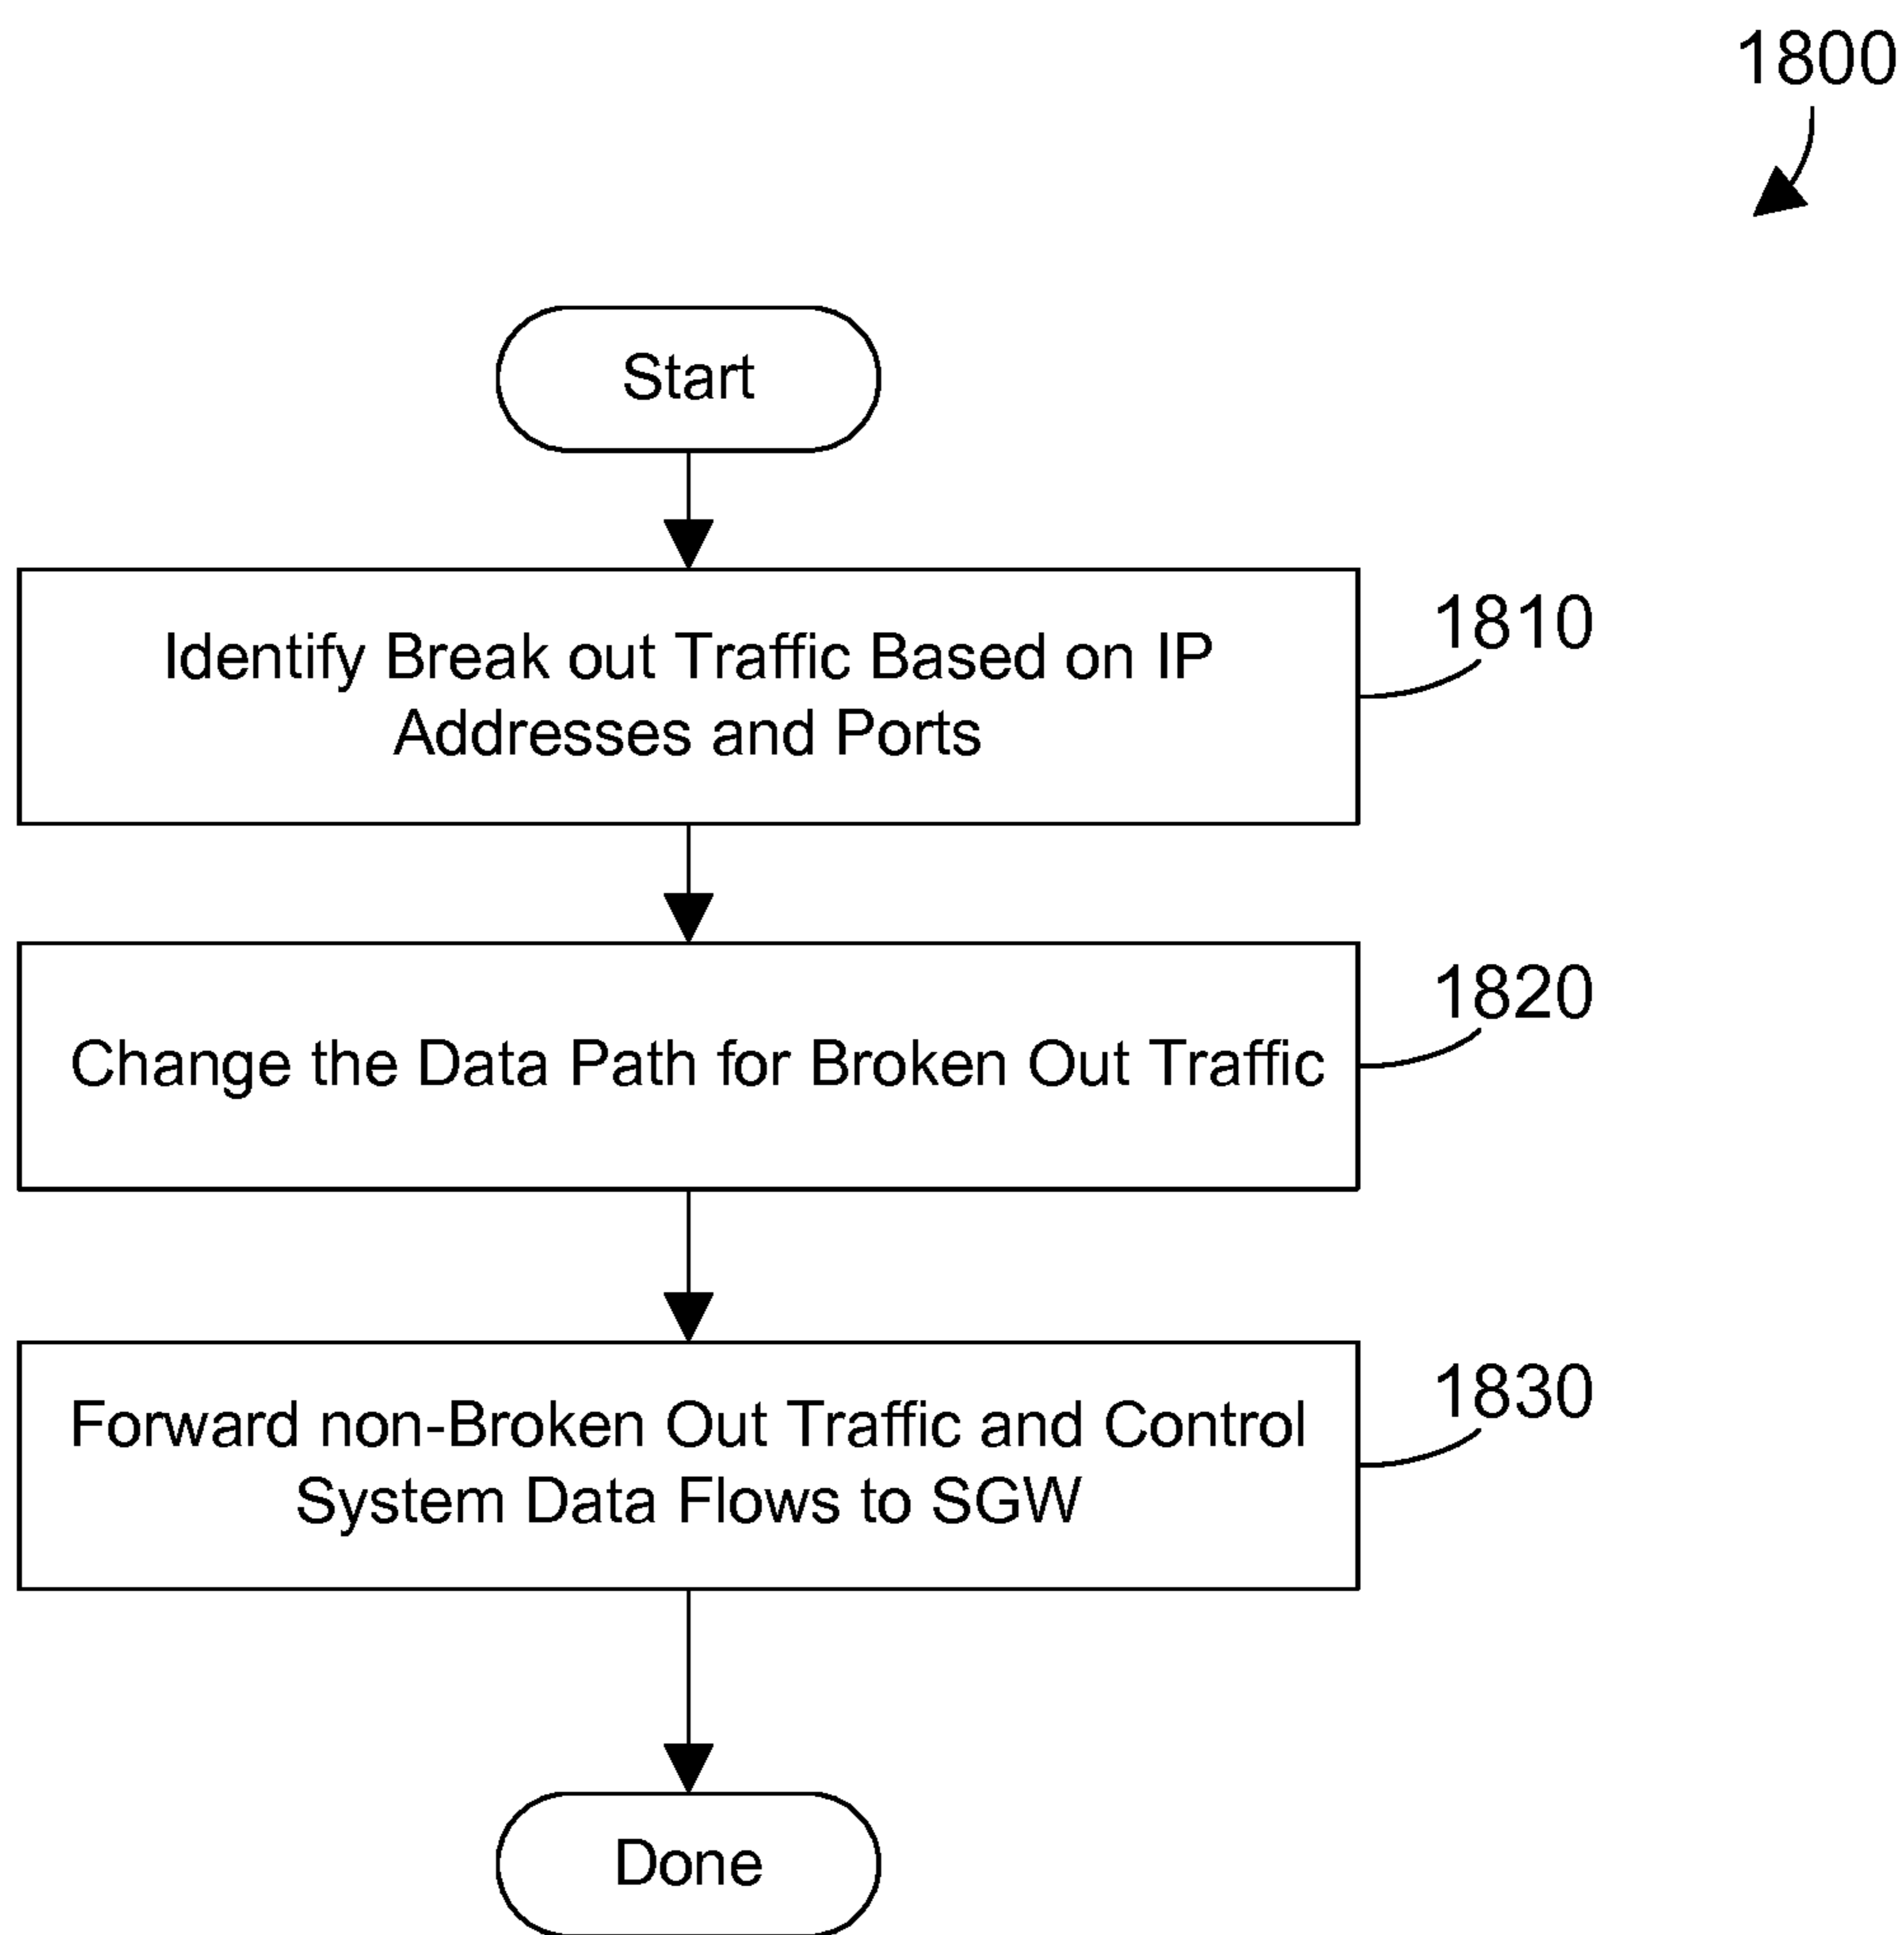 1800
Start
Identify Break out Traffic Based on IP
Addresses and Ports
1810
Change the Data Path for Broken Out Traffic
1820
Forward non-Broken Out Traffic and Control
System Data Flows to SGW
1830
Done